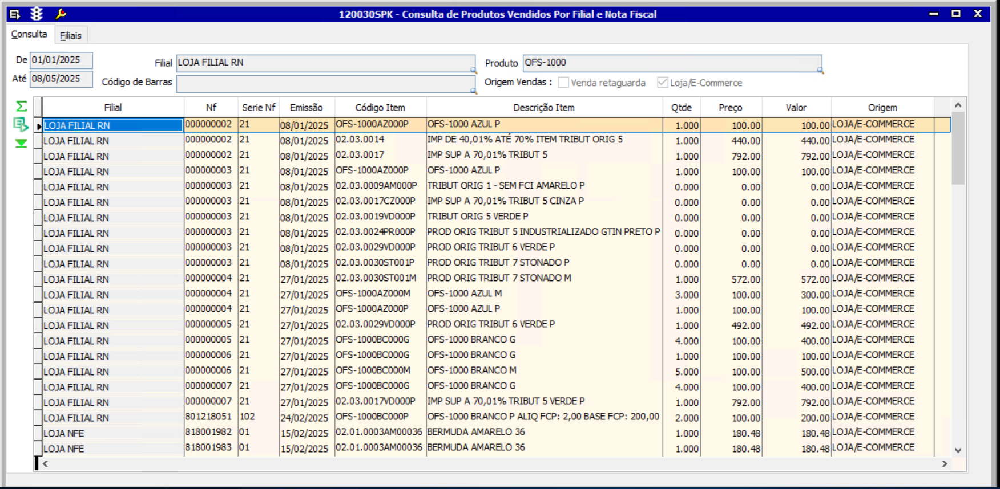 120030SPK - Consulta de Produtos Vendidos Por Filial e Nota Fiscal
Consulta Filiais
De 01/01/2025 Filial LOJA FILIAL RN Produto OFS-1000
Até 08/05/2025 Código de Barras Origem Vendas : Venda retaguarda Loja/E-Commerce
Filial Nf Serie Nf Emissão Código Item Descrição Item Qtde Preço Valor Origem
LOJA FILIAL RN 000000002 21 08/01/2025 OFS-1000AZ000P OFS-1000 AZUL P 1.000 100.00 100.00 LOJA/E-COMMERCE
LOJA FILIAL RN 000000002 21 08/01/2025 02.03.0014 IMP DE 40,01% ATÉ 70% ITEM TRIBUT ORIG 5 1.000 440.00 440.00 LOJA/E-COMMERCE
LOJA FILIAL RN 000000002 21 08/01/2025 02.03.0017 IMP SUP A 70,01% TRIBUT 5 1.000 792.00 792.00 LOJA/E-COMMERCE
LOJA FILIAL RN 000000003 21 08/01/2025 OFS-1000AZ000P OFS-1000 AZUL P 1.000 100.00 100.00 LOJA/E-COMMERCE
LOJA FILIAL RN 000000003 21 08/01/2025 02.03.0009AM000P TRIBUT ORIG 1 - SEM FCI AMARELO P 0.000 0.00 0.00 LOJA/E-COMMERCE
LOJA FILIAL RN 000000003 21 08/01/2025 02.03.0017CZ000P IMP SUP A 70,01% TRIBUT 5 CINZA P 0.000 0.00 0.00 LOJA/E-COMMERCE
LOJA FILIAL RN 000000003 21 08/01/2025 02.03.0019VD000P TRIBUT ORIG 5 VERDE P 0.000 0.00 0.00 LOJA/E-COMMERCE
LOJA FILIAL RN 000000003 21 08/01/2025 02.03.0024PR000P PROD ORIG TRIBUT 5 INDUSTRIALIZADO GTIN PRETO P 0.000 0.00 0.00 LOJA/E-COMMERCE
LOJA FILIAL RN 000000003 21 08/01/2025 02.03.0029VD000P PROD ORIG TRIBUT 6 VERDE P 0.000 0.00 0.00 LOJA/E-COMMERCE
LOJA FILIAL RN 000000003 21 08/01/2025 02.03.0030ST001P PROD ORIG TRIBUT 7 STONADO P 0.000 0.00 0.00 LOJA/E-COMMERCE
LOJA FILIAL RN 000000004 21 27/01/2025 02.03.0030ST001M PROD ORIG TRIBUT 7 STONADO M 1.000 572.00 572.00 LOJA/E-COMMERCE
LOJA FILIAL RN 000000004 21 27/01/2025 OFS-1000AZ000M OFS-1000 AZUL M 3.000 100.00 300.00 LOJA/E-COMMERCE
LOJA FILIAL RN 000000004 21 27/01/2025 OFS-1000AZ000P OFS-1000 AZUL P 1.000 100.00 100.00 LOJA/E-COMMERCE
LOJA FILIAL RN 000000005 21 27/01/2025 02.03.0029VD000P PROD ORIG TRIBUT 6 VERDE P 1.000 492.00 492.00 LOJA/E-COMMERCE
LOJA FILIAL RN 000000005 21 27/01/2025 OFS-1000BC000G OFS-1000 BRANCO G 4.000 100.00 400.00 LOJA/E-COMMERCE
LOJA FILIAL RN 000000006 21 27/01/2025 OFS-1000BC000G OFS-1000 BRANCO G 1.000 100.00 100.00 LOJA/E-COMMERCE
LOJA FILIAL RN 000000006 21 27/01/2025 OFS-1000BC000M OFS-1000 BRANCO M 5.000 100.00 500.00 LOJA/E-COMMERCE
LOJA FILIAL RN 000000007 21 27/01/2025 OFS-1000BC000G OFS-1000 BRANCO G 4.000 100.00 400.00 LOJA/E-COMMERCE
LOJA FILIAL RN 000000007 21 27/01/2025 02.03.0017VD000P IMP SUP A 70,01% TRIBUT 5 VERDE P 1.000 792.00 792.00 LOJA/E-COMMERCE
LOJA FILIAL RN 801218051 102 24/02/2025 OFS-1000BC000P OFS-1000 BRANCO P ALIQ FCP: 2,00 BASE FCP: 200,00 2.000 100.00 200.00 LOJA/E-COMMERCE
LOJA NFE 818001982 01 15/02/2025 02.01.0003AM00036 BERMUDA AMARELO 36 1.000 180.48 180.48 LOJA/E-COMMERCE
LOJA NFE 818001983 01 15/02/2025 02.01.0003AM00036 BERMUDA AMARELO 36 1.000 180.48 180.48 LOJA/E-COMMERCE